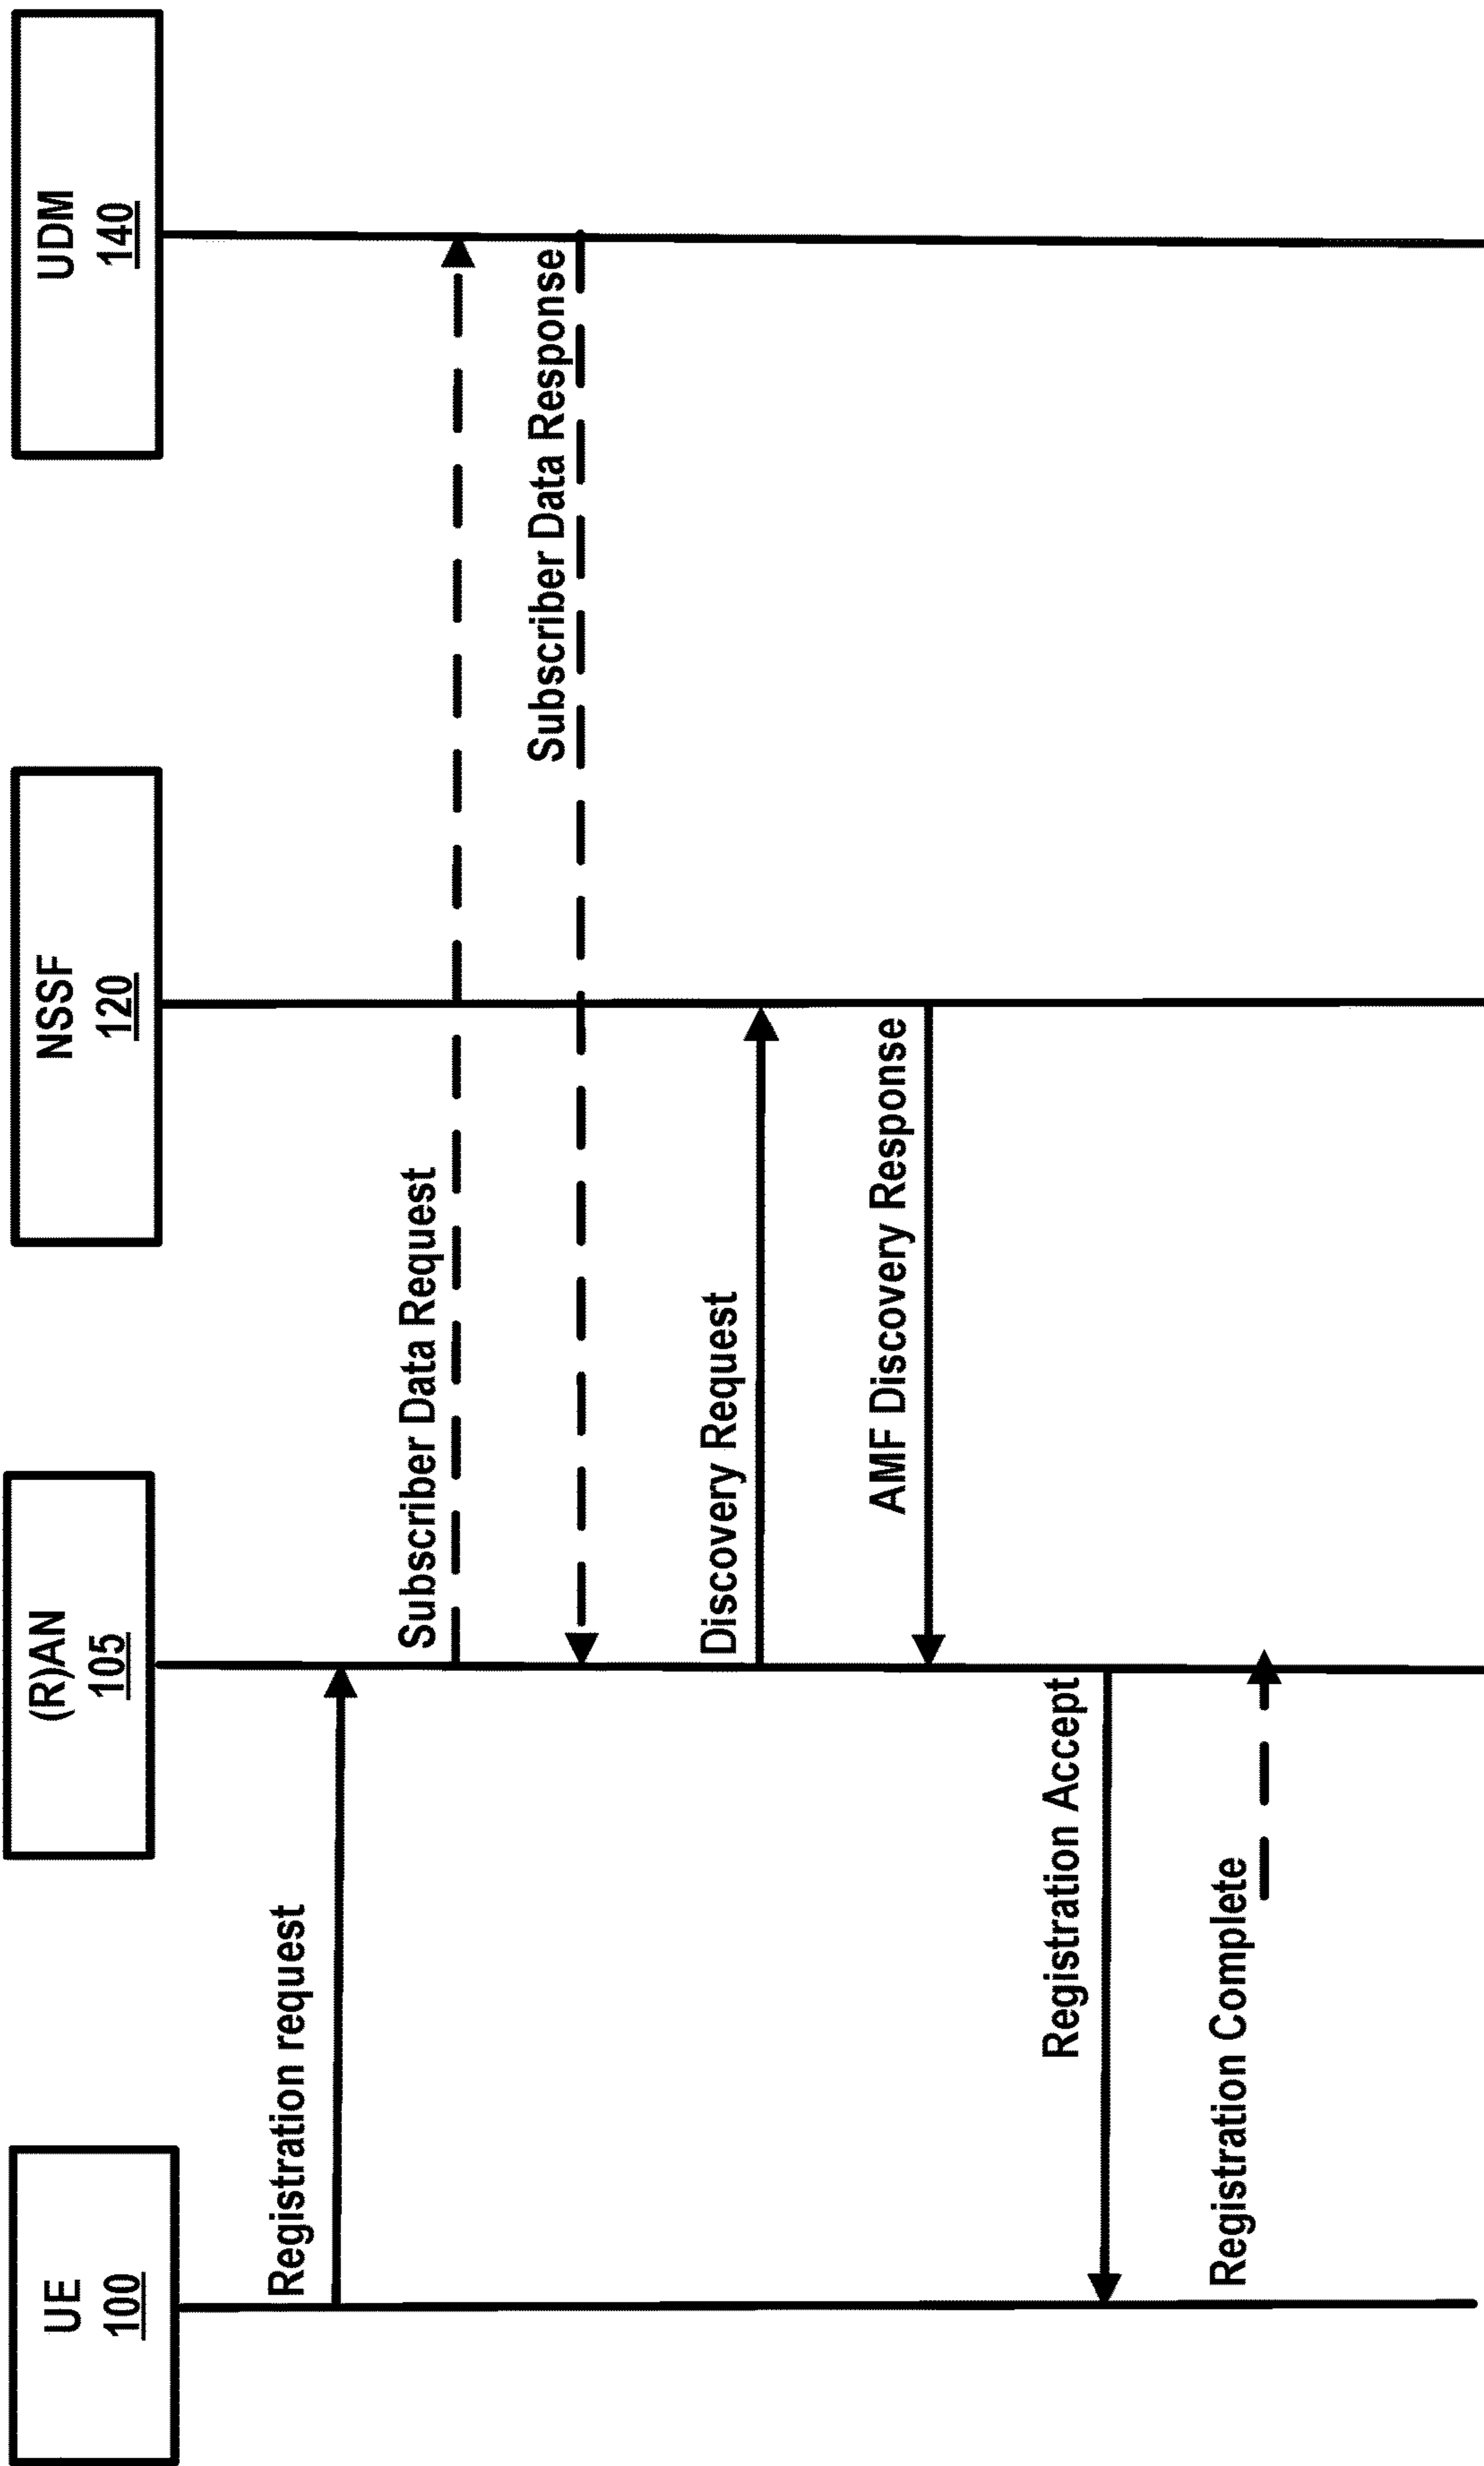 UE
100
(R)AN
105
NSSF
120
UDM
140
Registration request
Subscriber Data Request
Subscriber Data Response
Discovery Request
AMF Discovery Response
Registration Accept
Registration Complete